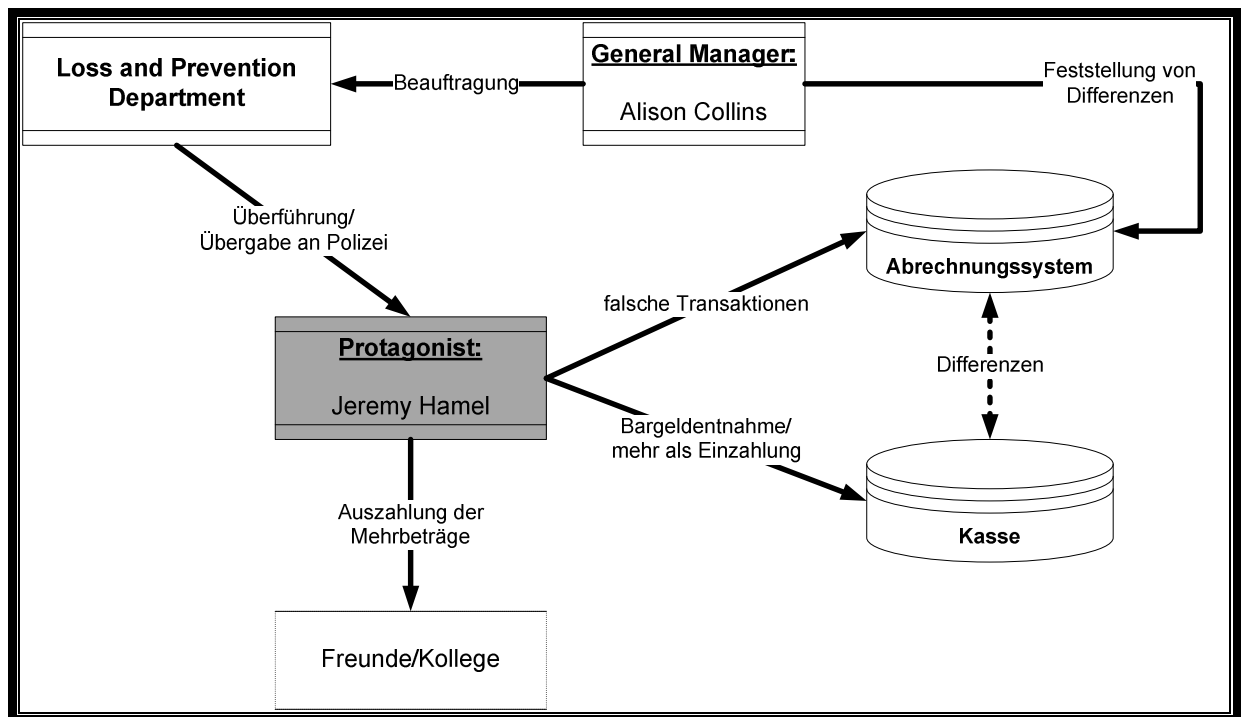 Loss and Prevention
Department
Beauftragung
General Manager:
Alison Collins
Feststellung von
Differenzen
Überführung/
Übergabe an Polizei
Abrechnungssystem
falsche Transaktionen
Protagonist:
Jeremy Hamel
Differenzen
Bargeldentnahme/
mehr als Einzahlung
Auszahlung der
Mehrbeträge
Kasse
Freunde/Kollege